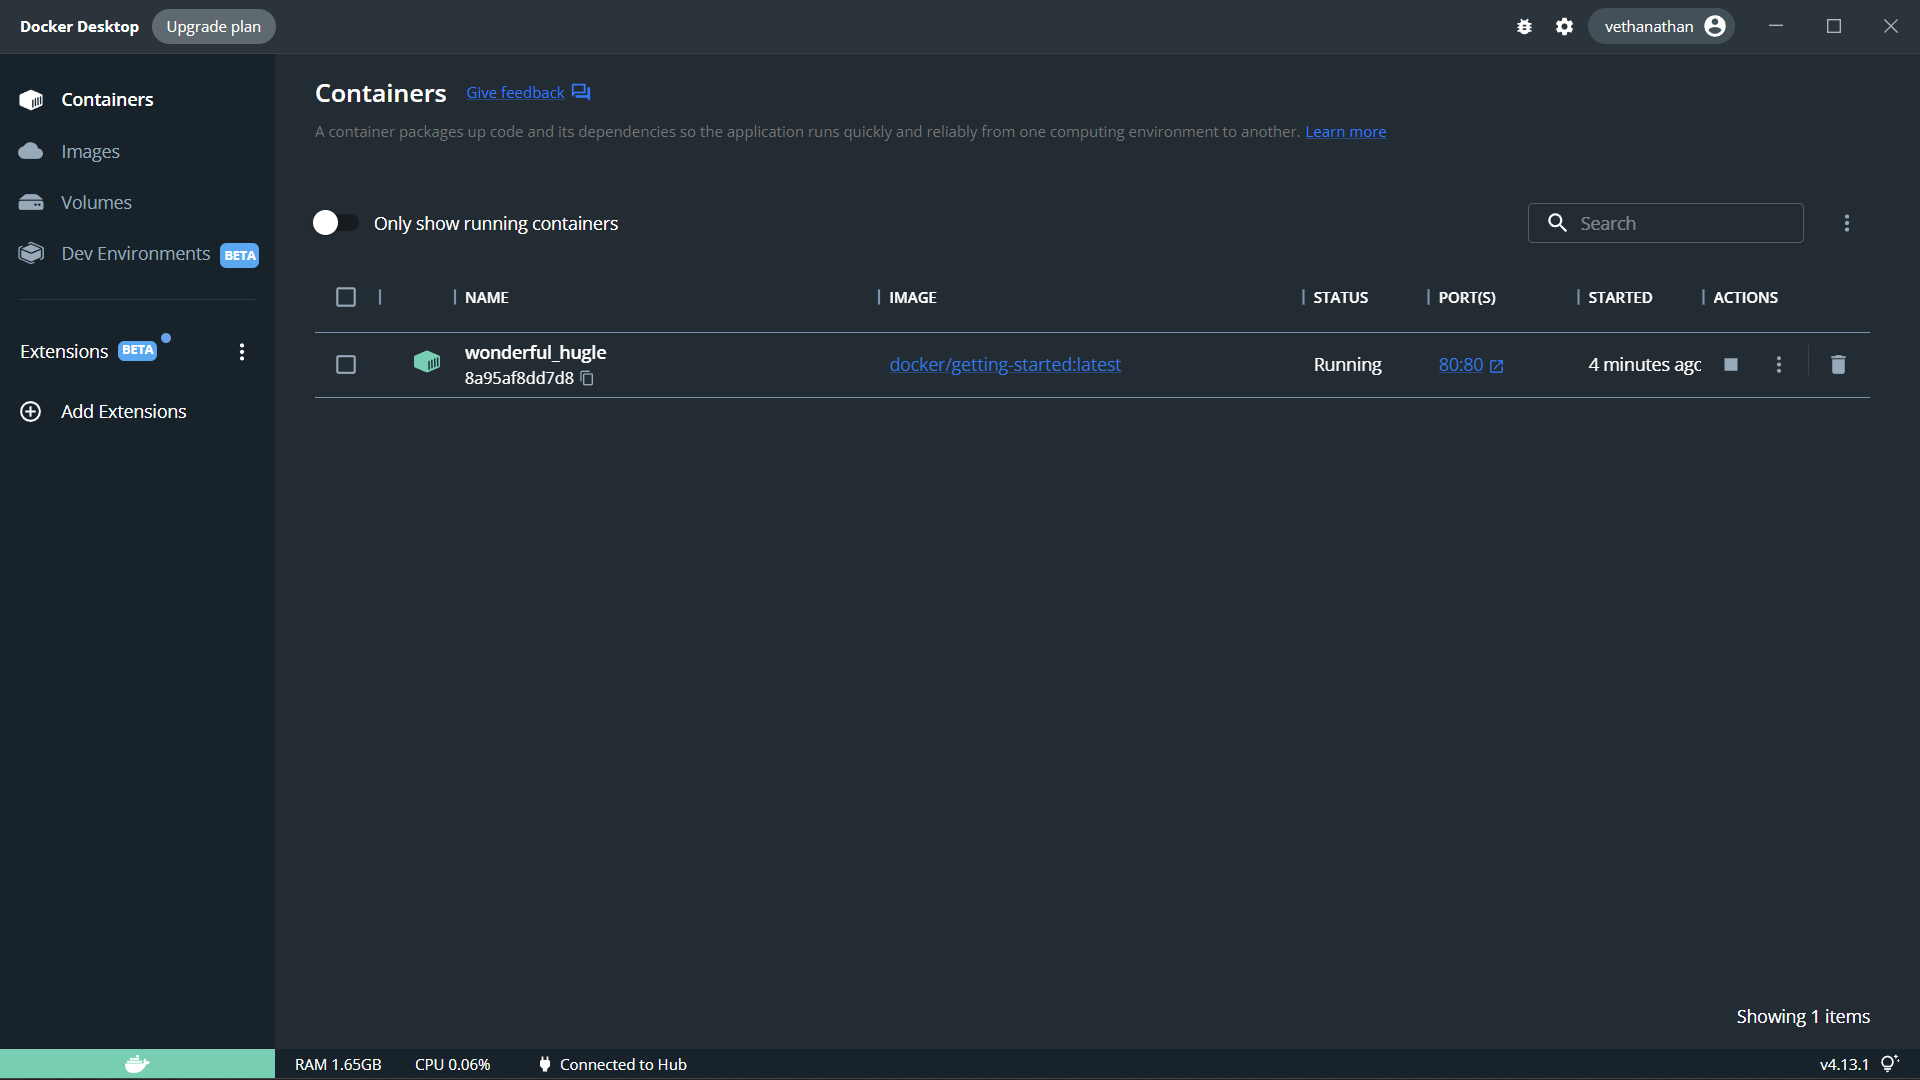 Docker Desktop Upgrade plan vethanathan
Containers
Images
Volumes
Dev Environments BETA
Extensions BETA
Add Extensions
Containers Give feedback
A container packages up code and its dependencies so the application runs quickly and reliably from one computing environment to another. Learn more
Only show running containers Search
NAME IMAGE STATUS PORT(S) STARTED ACTIONS
wonderful_hugle
8a95af8dd7d8
docker/getting-started:latest Running 80:80 4 minutes agc
Showing 1 items
RAM 1.65GB CPU 0.06% Connected to Hub v4.13.1